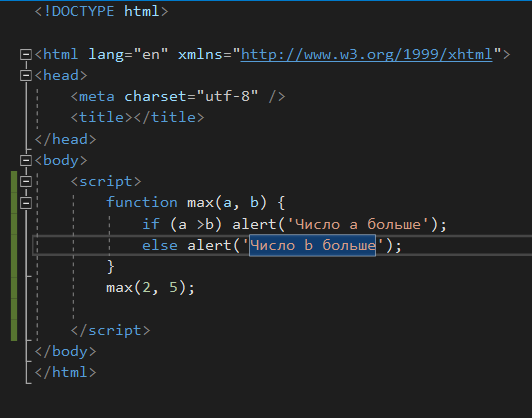 <!DOCTYPE html>
<html lang="en" xmlns="http://www.w3.org/1999/xhtml">
<head>
<meta charset="utf-8" />
<title></title>
</head>
<body>
<script>
function max(a, b) {
if (a >b) alert('Число a больше');
else alert('Число b больше');
}
max(2, 5);
</script>
</body>
</html>